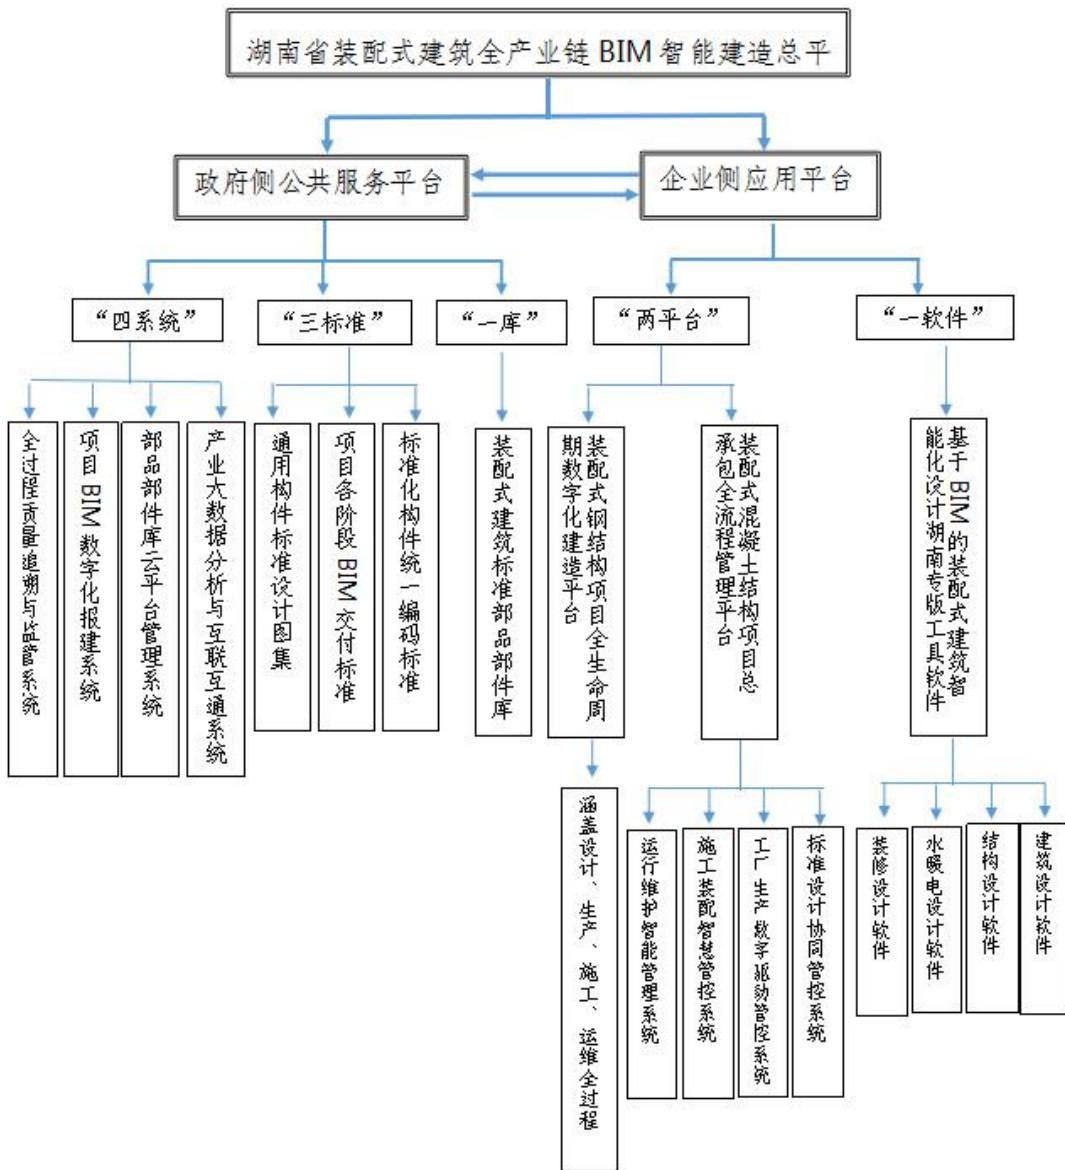 湖南省装配式建筑全产业链 BIM 智能建造总平
政府侧公共服务平台
企业侧应用平台
“四系统”
“三标准”
“一库”
“两平台”
“一软件”
全过程质量追溯与监管系统
项目 BIM 数字化报建系统
部品部件库云平台管理系统
产业大数据分析与互联互通系统
通用构件标准设计图集
项目各阶段 BIM 交付标准
标准化构件统一编码标准
装配式建筑标准部品部件库
装配式钢结构项目全生命周
期数字化建造平台
装配式混凝土结构项目总
承包全流程管理平台
基于 BIM 的装配式建筑智
能化设计湖南专版工具软件
涵盖设计、生产、施工、运维全过程
运行维护智能管理系统
施工装配智慧管控系统
工厂生产数字驱动管控系统
标准设计协同管控系统
装修设计软件
水暖电设计软件
结构设计软件
建筑设计软件